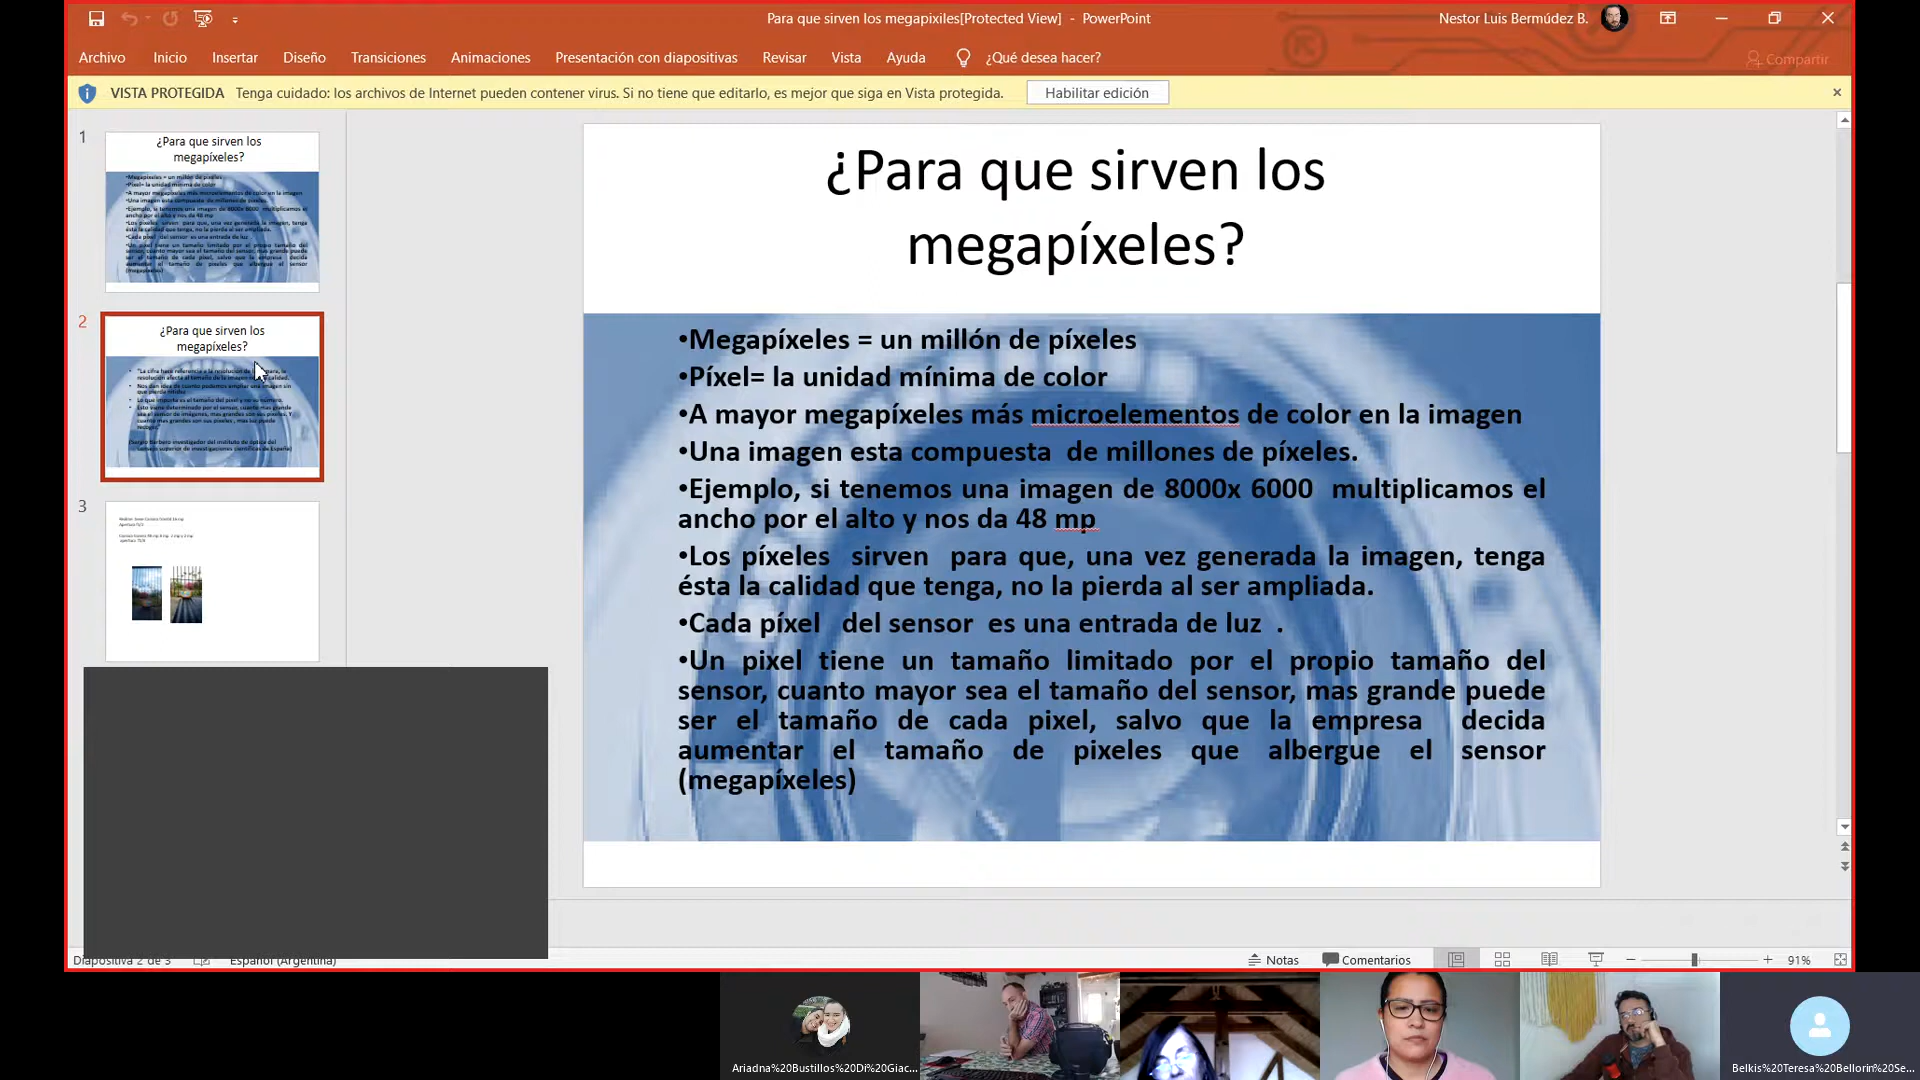 Para que sirven los megapixiles[Protected View] - PowerPoint
Nestor Luis Bermúdez B.
Archivo Inicio Insertar Diseño Transiciones Animaciones Presentación con diapositivas Revisar Vista Ayuda ¿Qué desea hacer? Compartir
VISTA PROTEGIDA Tenga cuidado: los archivos de Internet pueden contener virus. Si no tiene que editarlo, es mejor que siga en Vista protegida. Habilitar edición
1
¿Para que sirven los
megapíxeles?
2
¿Para que sirven los
megapíxeles?
3
¿Para que sirven los
megapíxeles?
•Megapíxeles = un millón de píxeles
•Píxel= la unidad mínima de color
•A mayor megapíxeles más microelementos de color en la imagen
•Una imagen esta compuesta de millones de píxeles.
•Ejemplo, si tenemos una imagen de 8000x 6000 multiplicamos el
ancho por el alto y nos da 48 mp
•Los píxeles sirven para que, una vez generada la imagen, tenga
ésta la calidad que tenga, no la pierda al ser ampliada.
•Cada píxel del sensor es una entrada de luz .
•Un pixel tiene un tamaño limitado por el propio tamaño del
sensor, cuanto mayor sea el tamaño del sensor, mas grande puede
ser el tamaño de cada pixel, salvo que la empresa decida
aumentar el tamaño de pixeles que albergue el sensor
(megapíxeles)
Diapositiva 2 de 3 Español (Argentina)
Notas Comentarios 91%
Ariadna%20Bustillos%20Di%20Giac...
Belkis%20Teresa%20Bellorin%20Se...